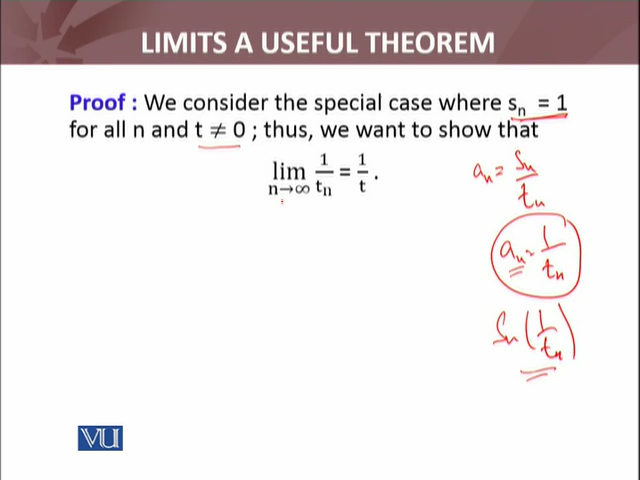 LIMITS A USEFUL THEOREM
Proof : We consider the special case where sₙ = 1
for all n and t ≠ 0 ; thus, we want to show that
lim n→∞ 1/tₙ = 1/t .
aₙ = Sₙ/tₙ
aₙ = 1/tₙ
Sₙ (1/tₙ)
VU